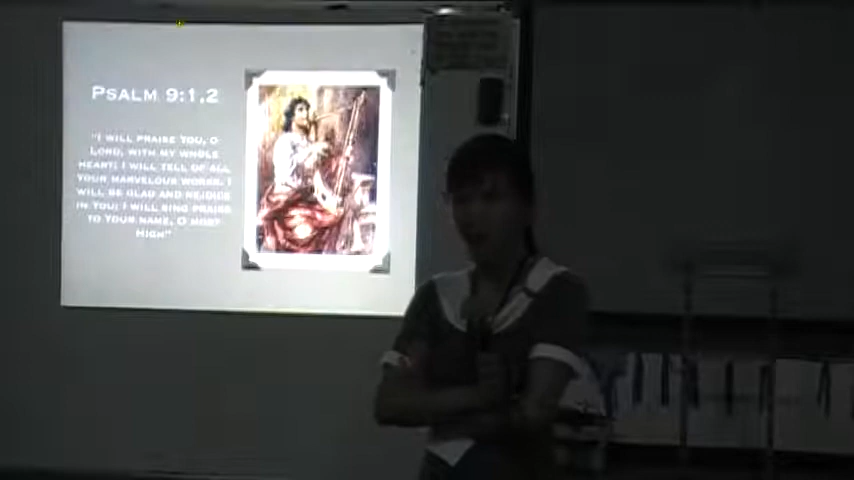 PSALM 9:1,2
"I WILL PRAISE YOU, O
LORD, WITH MY WHOLE
HEART; I WILL TELL OF ALL
YOUR MARVELOUS WORKS. I
WILL BE GLAD AND REJOICE
IN YOU; I WILL SING PRAISE
TO YOUR NAME, O MOST
HIGH"